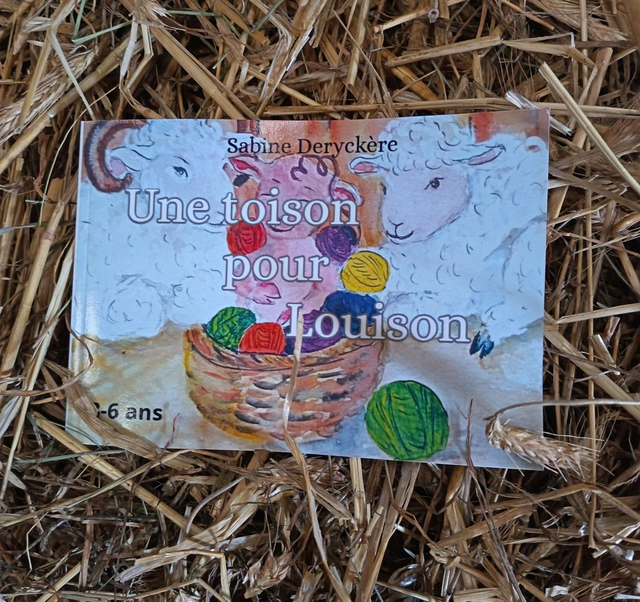 Sabine Deryckère
Une toison
pour
Louison
-6 ans